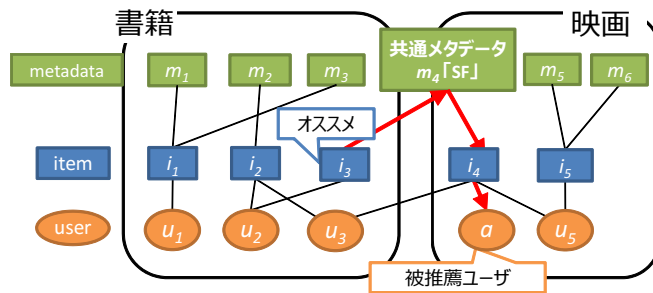 書籍
映画
metadata
m1
m2
m3
共通メタデータ
m4「SF」
m5
m6
オススメ
item
i1
i2
i3
i4
i5
user
u1
u2
u3
a
u5
被推薦ユーザ